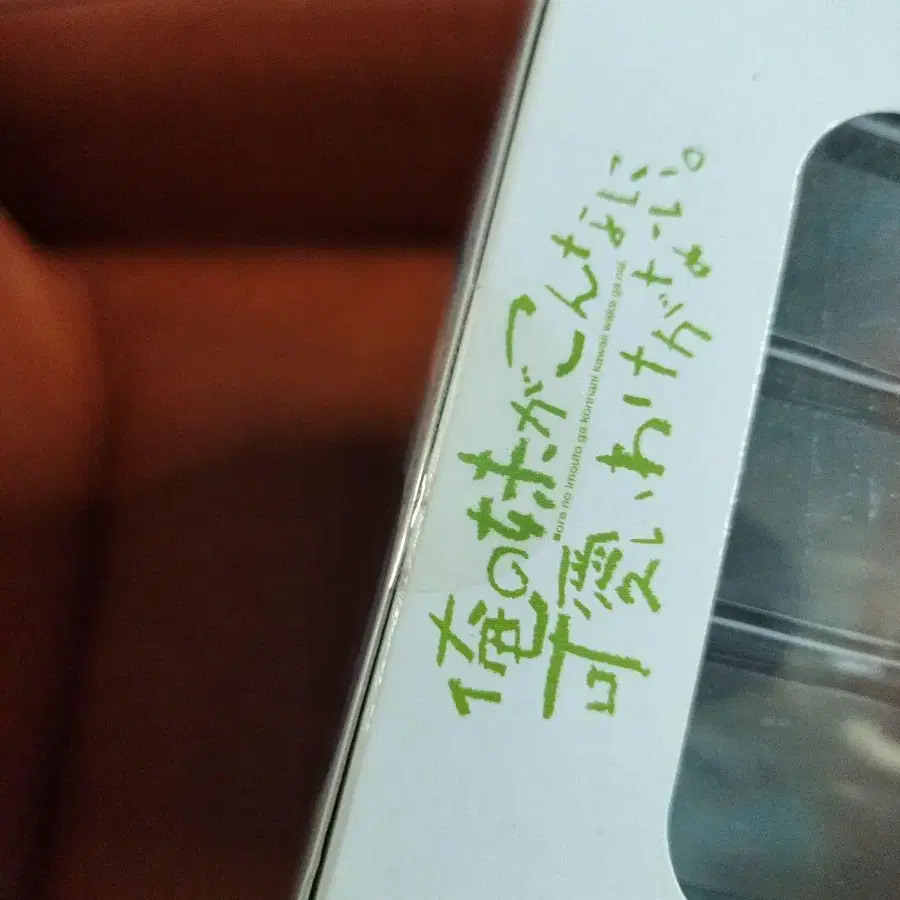 俺の妹がこんなに
ore no imouto ga konnani kawaii wake ga nai
可愛いわけがない。